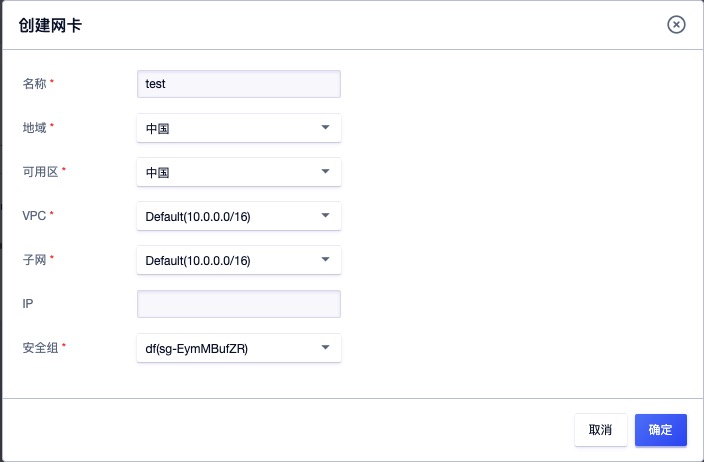 创建网卡
名称 * test
地域 * 中国
可用区 * 中国
VPC * Default(10.0.0.0/16)
子网 * Default(10.0.0.0/16)
IP
安全组 * df(sg-EymMBufZR)
取消 确定